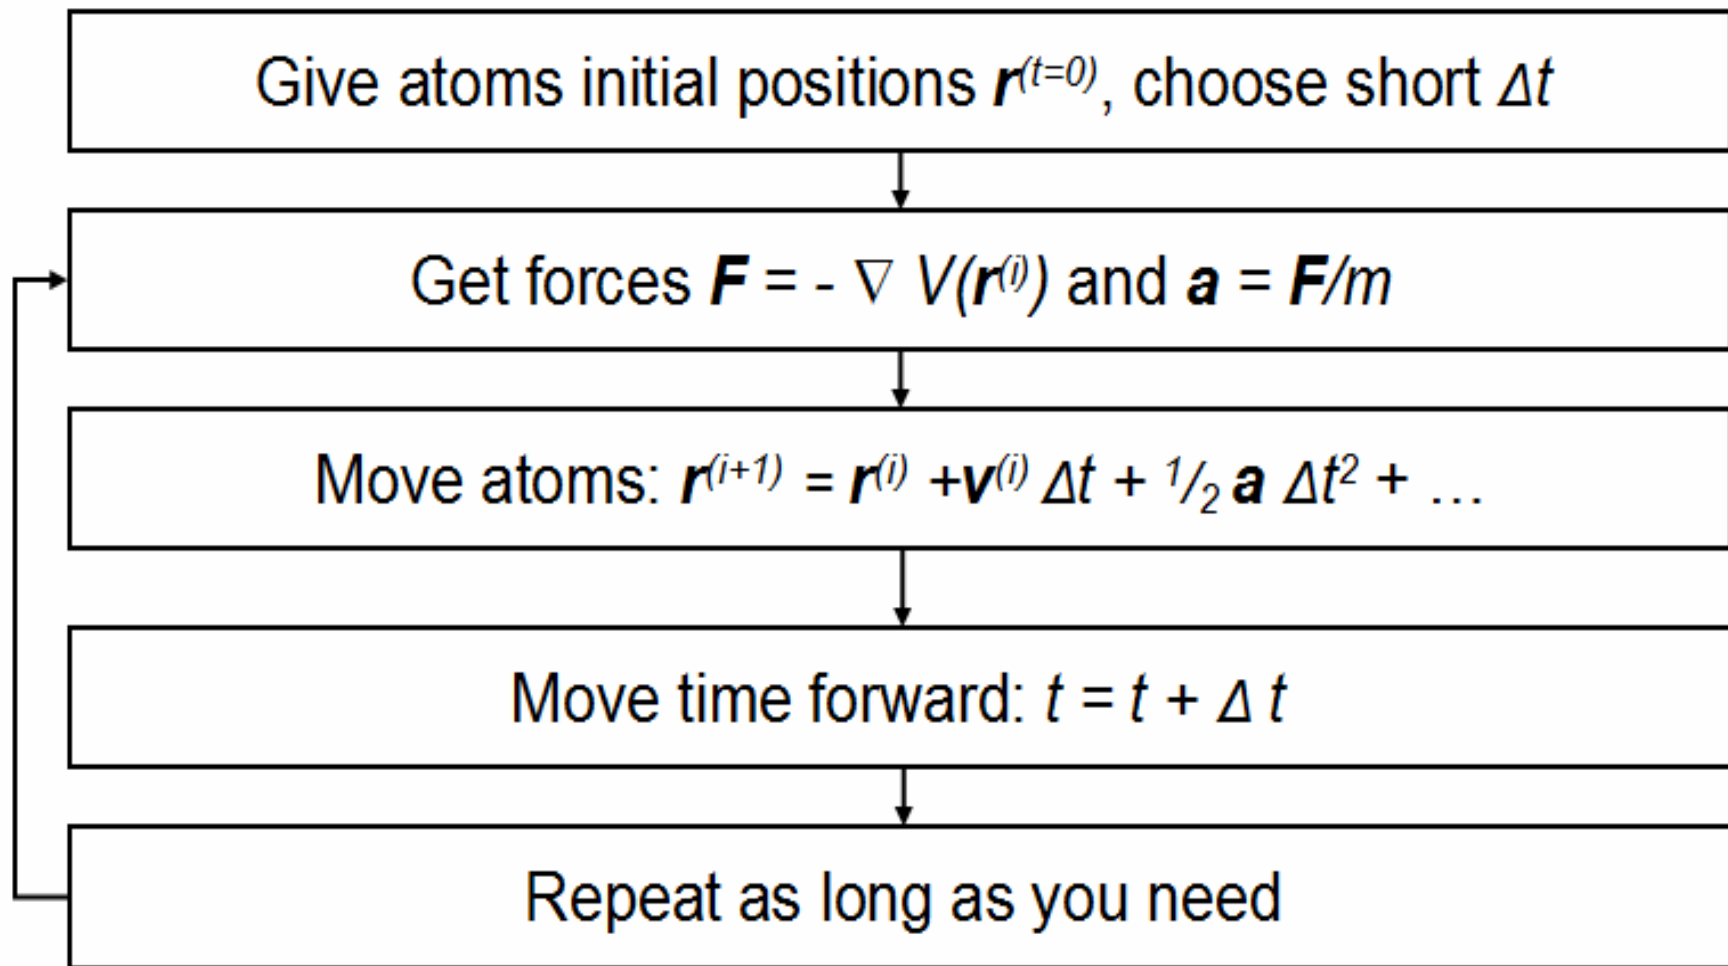 Give atoms initial positions r^(t=0), choose short Δt
Get forces F = - ∇ V(r^(i)) and a = F/m
Move atoms: r^(i+1) = r^(i) +v^(i) Δt + ¹/₂ a Δt² + …
Move time forward: t = t + Δ t
Repeat as long as you need